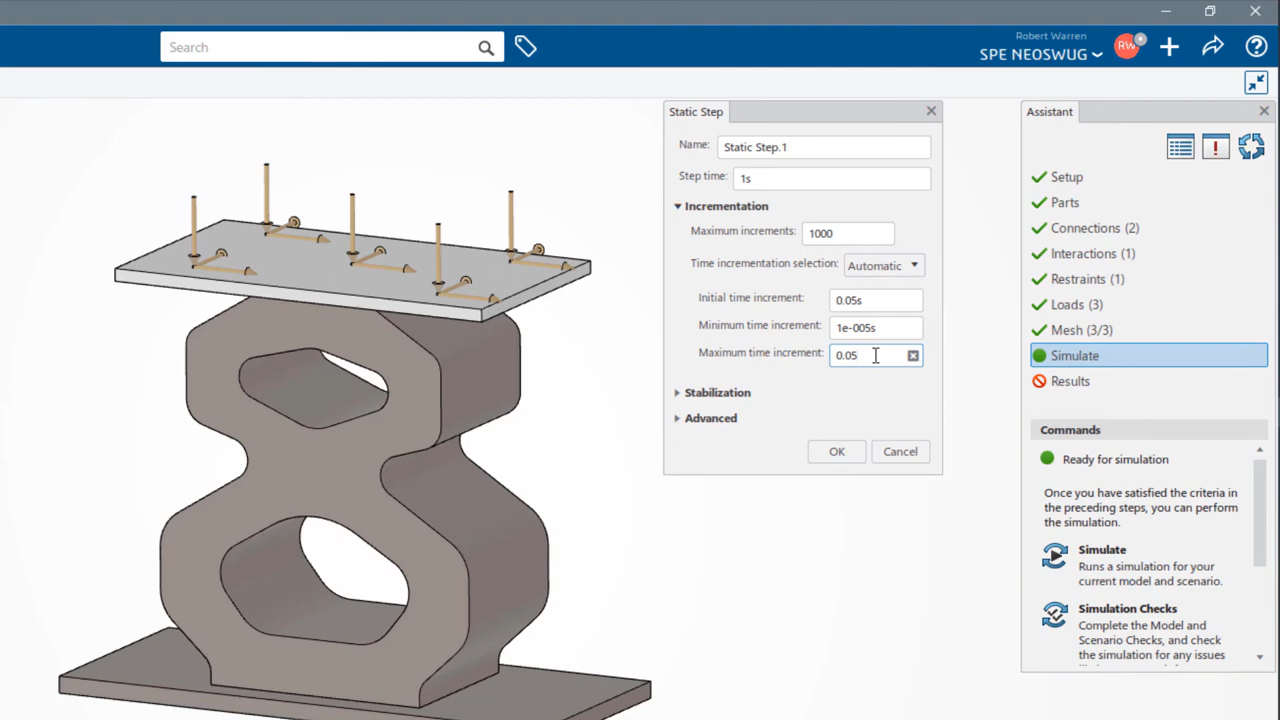 Search
Robert Warren
SPE NEOSWUG
RW
Static Step
Name: Static Step.1
Step time: 1s
Incrementation
Maximum increments: 1000
Time incrementation selection: Automatic
Initial time increment: 0.05s
Minimum time increment: 1e-005s
Maximum time increment: 0.05
Stabilization
Advanced
OK Cancel
Assistant
Setup
Parts
Connections (2)
Interactions (1)
Restraints (1)
Loads (3)
Mesh (3/3)
Simulate
Results
Commands
Ready for simulation
Once you have satisfied the criteria in
the preceding steps, you can perform
the simulation.
Simulate
Runs a simulation for your
current model and scenario.
Simulation Checks
Complete the Model and
Scenario Checks, and check
the simulation for any issues